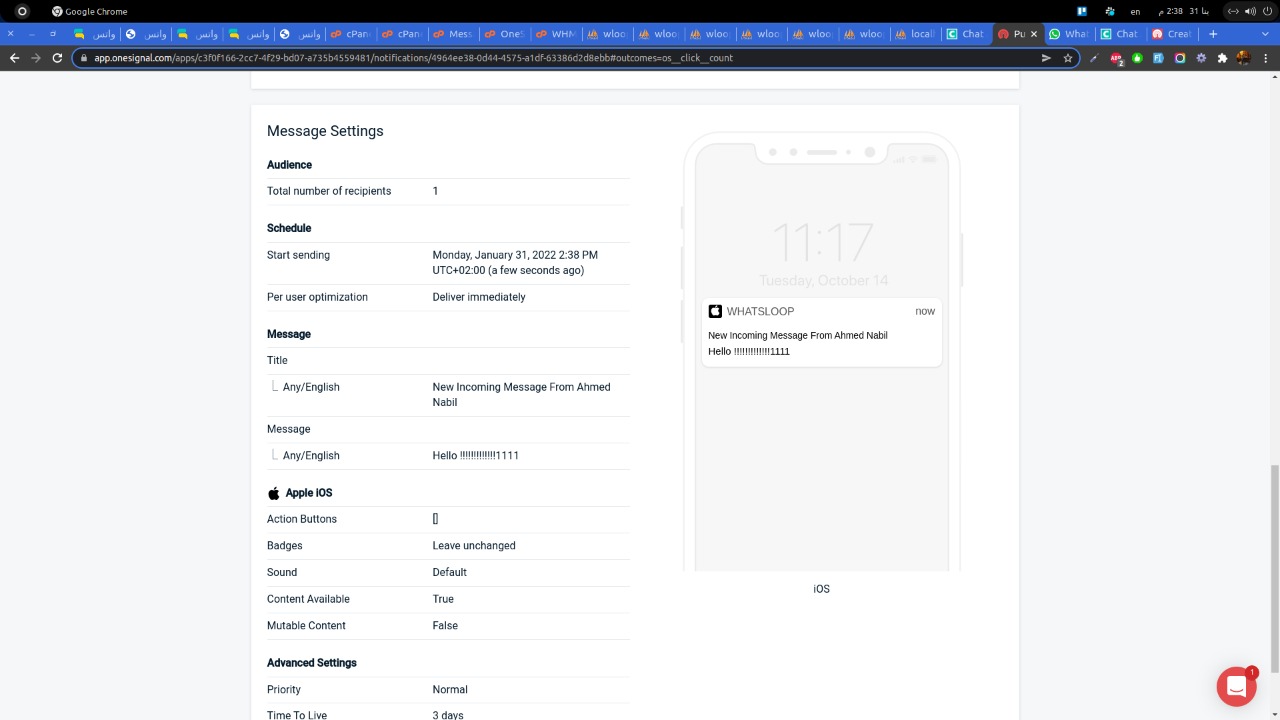 Google Chrome
en
م 2:38
31 ينا
واتس
واتس
واتس
واتس
واتس
cPan
cPan
Mess
OneS
WHM
wloo
wloo
wloo
wloo
wloo
wloo
locall
Chat
Pu
What
Chat
Creat
app.onesignal.com/apps/c3f0f166-2cc7-4f29-bd07-a735b4559481/notifications/4964ee38-0d44-4575-a1df-63386d2d8ebb#outcomes=os__click__count
ABP
2
Message Settings
Audience
Total number of recipients 1
Schedule
Start sending Monday, January 31, 2022 2:38 PM
UTC+02:00 (a few seconds ago)
Per user optimization Deliver immediately
Message
Title
Any/English New Incoming Message From Ahmed
Nabil
Message
Any/English Hello !!!!!!!!!!!!!1111
Apple iOS
Action Buttons []
Badges Leave unchanged
Sound Default
Content Available True
Mutable Content False
Advanced Settings
Priority Normal
Time To Live 3 days
11:17
Tuesday, October 14
WHATSLOOP now
New Incoming Message From Ahmed Nabil
Hello !!!!!!!!!!!!!1111
iOS
1